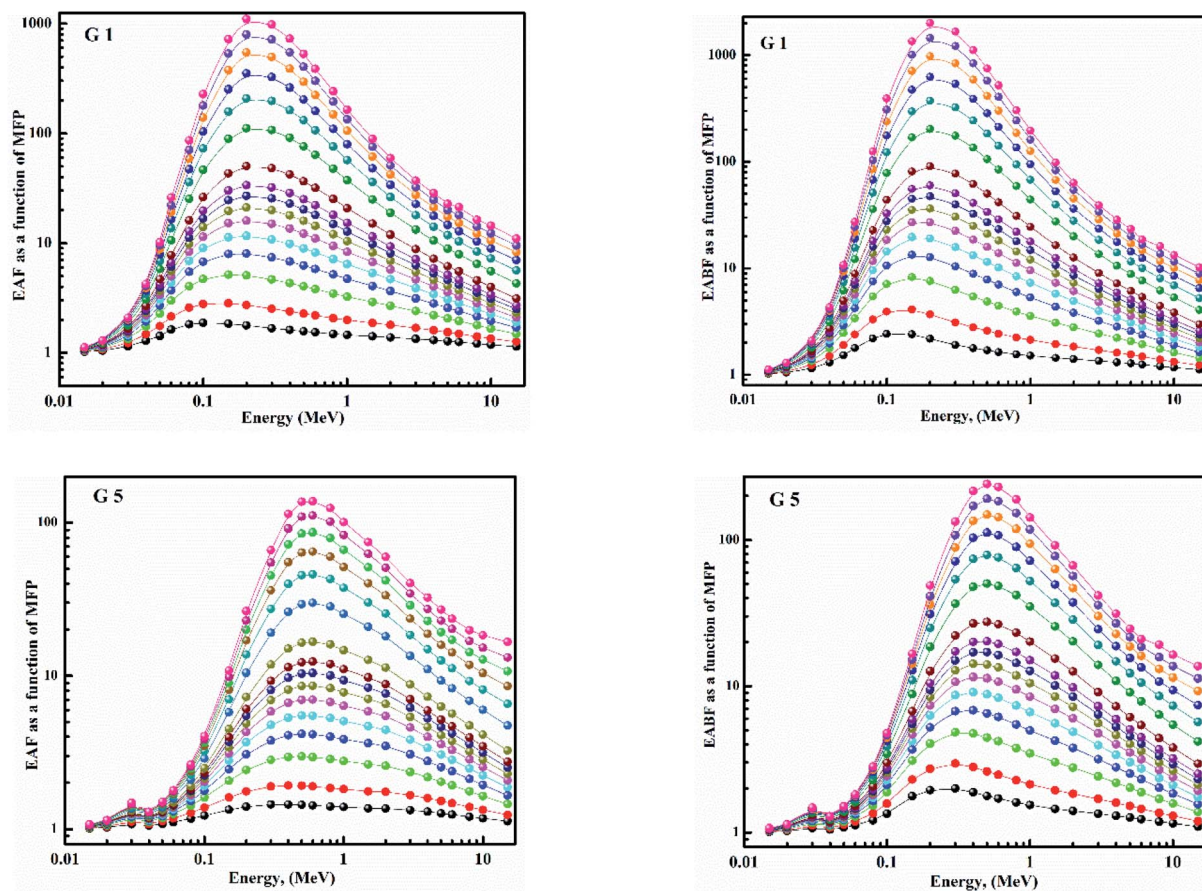 G 1
EAF as a function of MFP
1000
100
10
1
0.01
0.1
1
10
Energy (MeV)
G 1
EABF as a function of MFP
1000
100
10
1
0.01
0.1
1
10
Energy, (MeV)
G 5
EAF as a function of MFP
100
10
1
0.01
0.1
1
10
Energy, (MeV)
G 5
EABF as a function of MFP
100
10
1
0.01
0.1
1
10
Energy, (MeV)